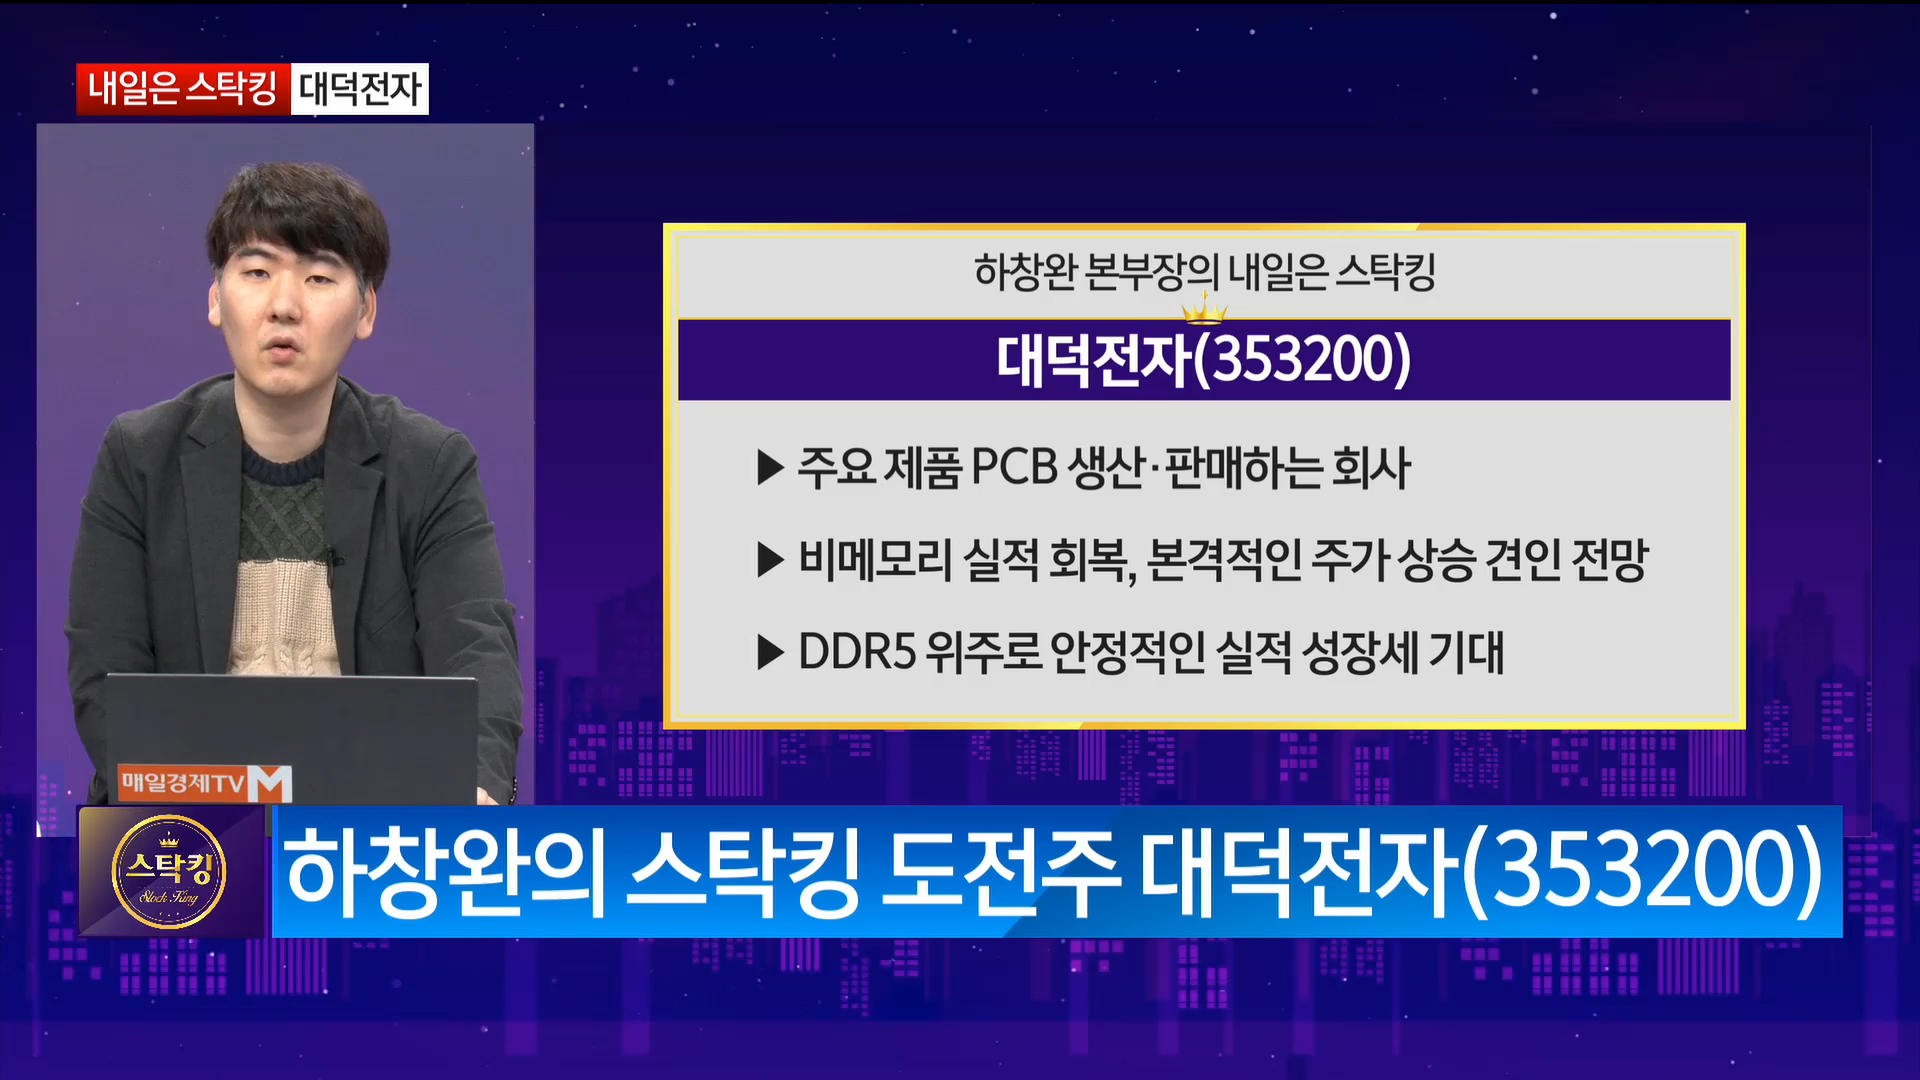 내일은 스탁킹 대덕전자
하창완 본부장의 내일은 스탁킹
대덕전자(353200)
▶ 주요 제품 PCB 생산·판매하는 회사
▶ 비메모리 실적 회복, 본격적인 주가 상승 견인 전망
▶ DDR5 위주로 안정적인 실적 성장세 기대
매일경제TV M
스탁킹
Stock King
하창완의 스탁킹 도전주 대덕전자(353200)